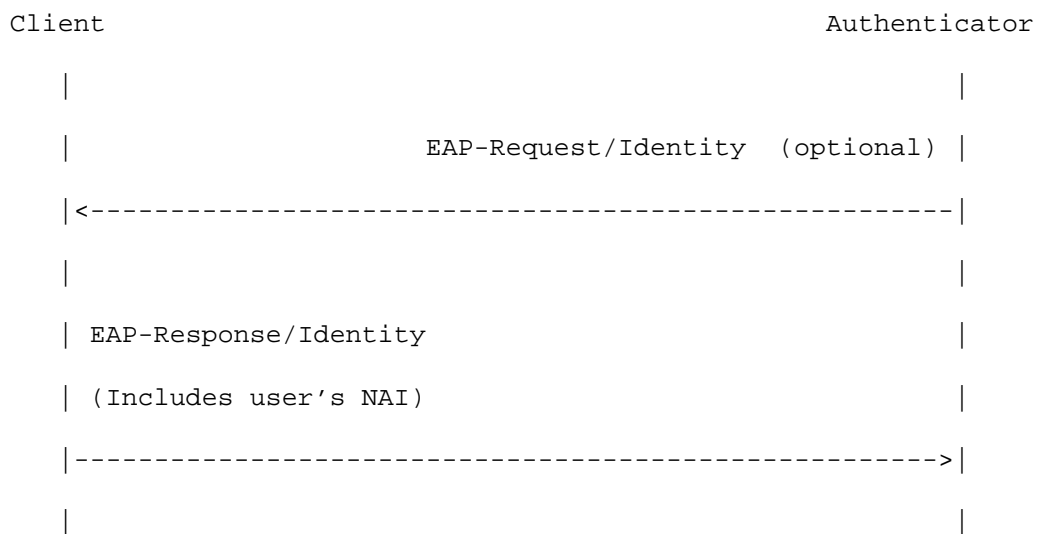 Client                                             Authenticator
   |                                                       |
   |                      EAP-Request/Identity  (optional) |
   |<------------------------------------------------------|
   |                                                       |
   | EAP-Response/Identity                                 |
   | (Includes user's NAI)                                 |
   |------------------------------------------------------>|
   |                                                       |